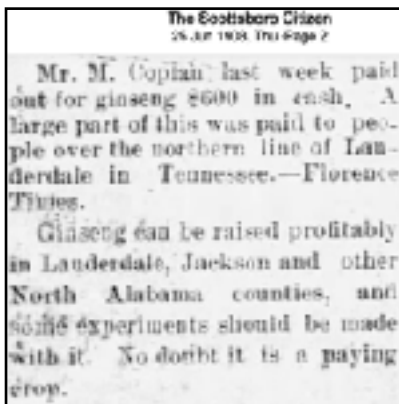 The Scottsboro Citizen
25 Jun 1908, Thu Page 2
Mr. M. Coplan last week paid
out for ginseng $600 in cash. A
large part of this was paid to peo-
ple over the northern line of Lau-
derdale in Tennessee.—Florence
Times.
Ginseng can be raised profitably
in Lauderdale, Jackson and other
North Alabama counties, and
some experiments should be made
with it. No doubt it is a paying
crop.